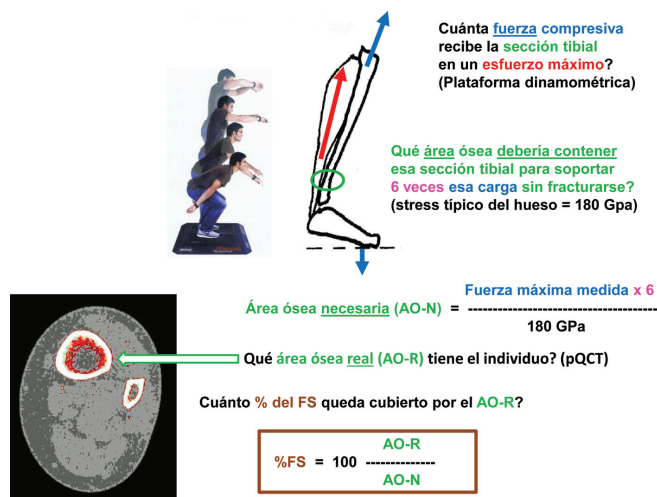 Cuánta fuerza compresiva
recibe la sección tibial
en un esfuerzo máximo?
(Plataforma dinamométrica)
Qué área ósea debería contener
esa sección tibial para soportar
6 veces esa carga sin fracturarse?
(stress típico del hueso = 180 Gpa)
Fuerza máxima medida x 6
Área ósea necesaria (AO-N) = ----------------------------------------
180 GPa
Qué área ósea real (AO-R) tiene el individuo? (pQCT)
Cuánto % del FS queda cubierto por el AO-R?
AO-R
%FS = 100 ---------------
AO-N